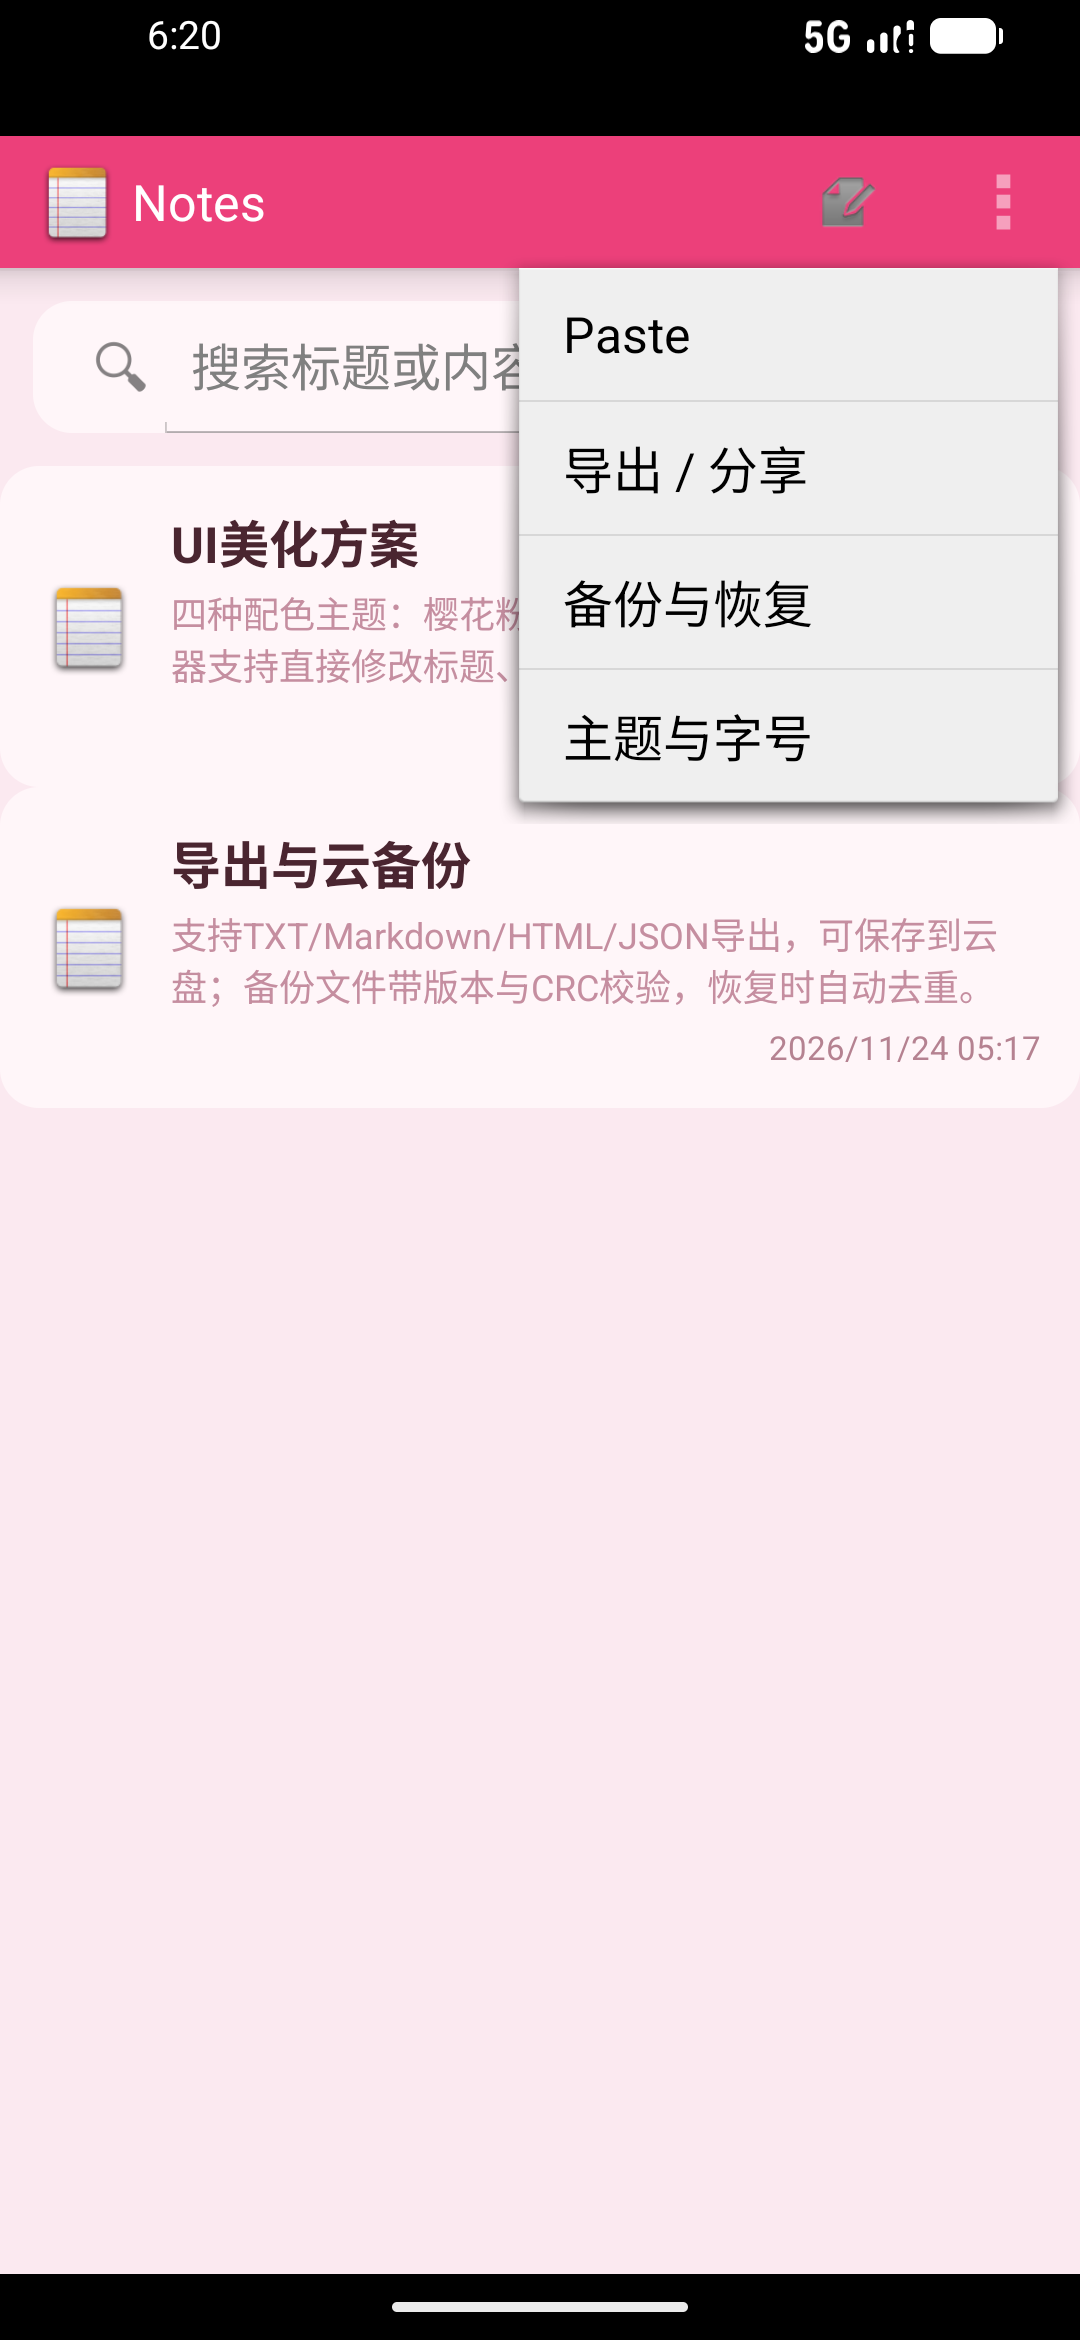 6:20
5G
Notes
Paste
搜索标题或内
导出 / 分享
UI美化方案
四种配色主题：樱花粉
备份与恢复
器支持直接修改标题、
主题与字号
导出与云备份
支持TXT/Markdown/HTML/JSON导出，可保存到云
盘；备份文件带版本与CRC校验，恢复时自动去重。
2026/11/24 05:17